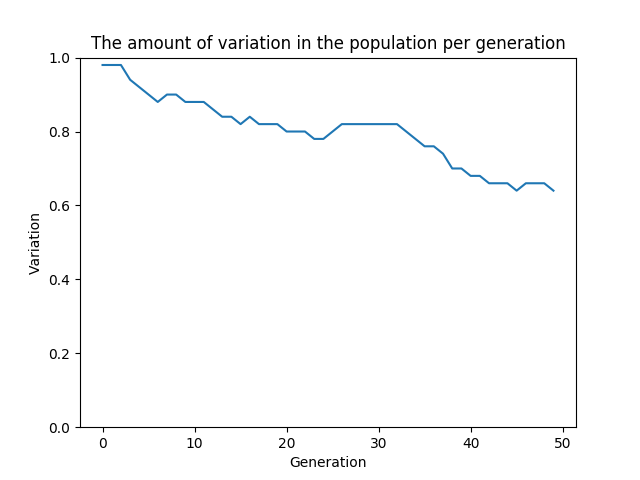 The amount of variation in the population per generation
1.0
0.8
0.6
0.4
0.2
0.0
Variation
0 10 20 30 40 50
Generation